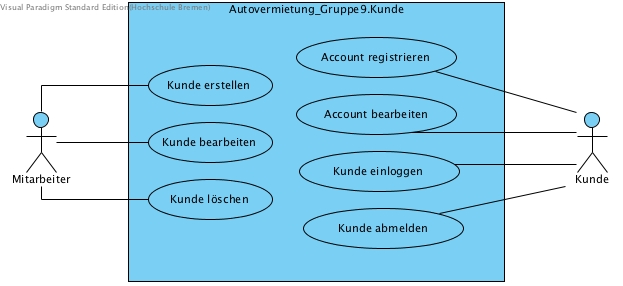 Visual Paradigm Standard Edition(Hochschule Bremen)
Autovermietung_Gruppe9.Kunde
Account registrieren
Kunde erstellen
Account bearbeiten
Kunde bearbeiten
Kunde einloggen
Mitarbeiter
Kunde
Kunde löschen
Kunde abmelden